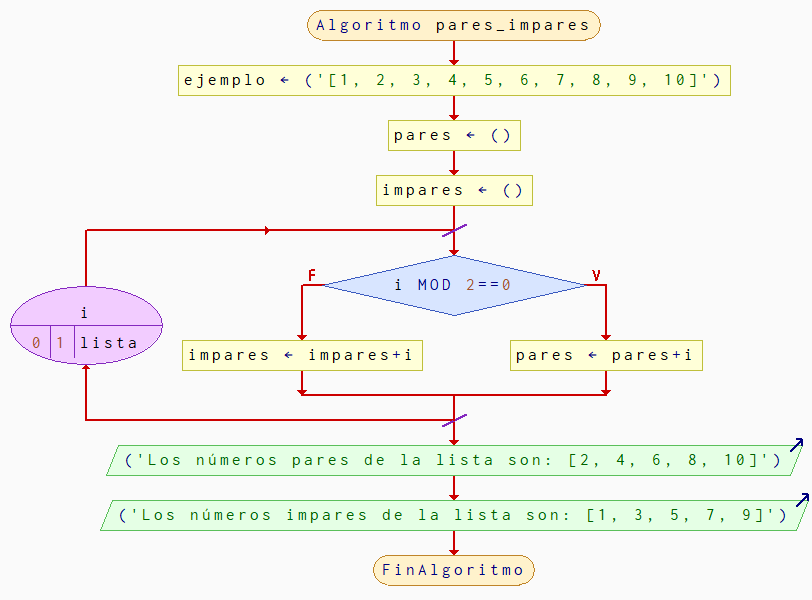 Algoritmo pares_impares
ejemplo ← ('[1, 2, 3, 4, 5, 6, 7, 8, 9, 10]')
pares ← ()
impares ← ()
F
V
i MOD 2==0
i
0 1 lista
impares ← impares+i
pares ← pares+i
('Los números pares de la lista son: [2, 4, 6, 8, 10]')
('Los números impares de la lista son: [1, 3, 5, 7, 9]')
FinAlgoritmo